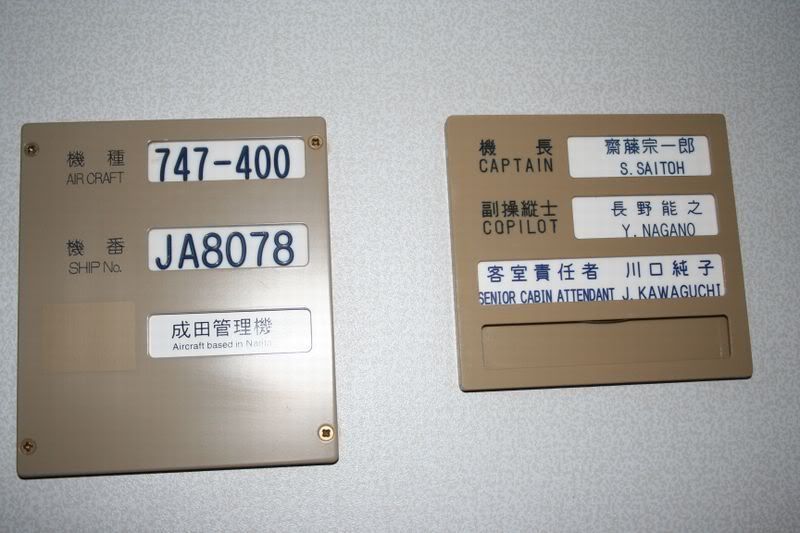 機種 747-400
AIR CRAFT
機番 JA8078
SHIP No.
成田管理機
Aircraft based in Narita
機長 齋藤宗一郎
CAPTAIN S. SAITOH
副操縦士 長野能之
COPILOT Y. NAGANO
客室責任者 川口純子
SENIOR CABIN ATTENDANT J. KAWAGUCHI